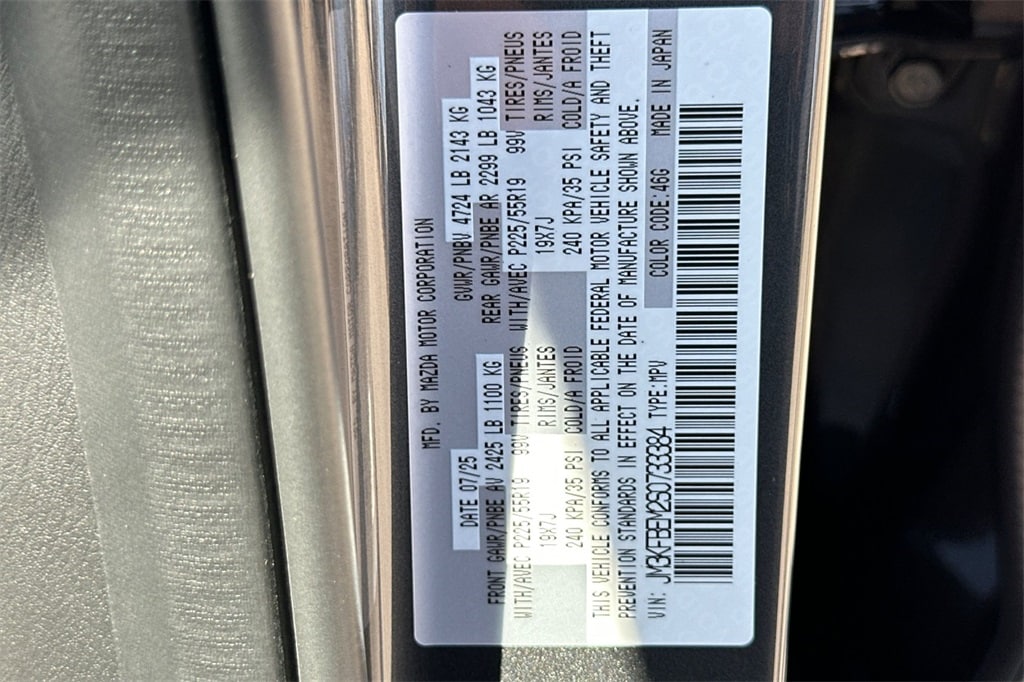 MFD. BY MAZDA MOTOR CORPORATION
DATE 07/25 GVWR/PNBV 4724 LB 2143 KG
FRONT GAWR/PNBE AV 2425 LB 1100 KG REAR GAWR/PNBE AR 2299 LB 1043 KG
WITH/AVEC P225/55R19 99V TIRES/PNEUS WITH/AVEC P225/55R19 99V TIRES/PNEUS
19X7J RIMS/JANTES 19X7J RIMS/JANTES
240 KPA/35 PSI COLD/A FROID 240 KPA/35 PSI COLD/A FROID
THIS VEHICLE CONFORMS TO ALL APPLICABLE FEDERAL MOTOR VEHICLE SAFETY AND THEFT
PREVENTION STANDARDS IN EFFECT ON THE DATE OF MANUFACTURE SHOWN ABOVE.
VIN: JM3KFBEM2S0733384 TYPE:MPV COLOR CODE:46G MADE IN JAPAN